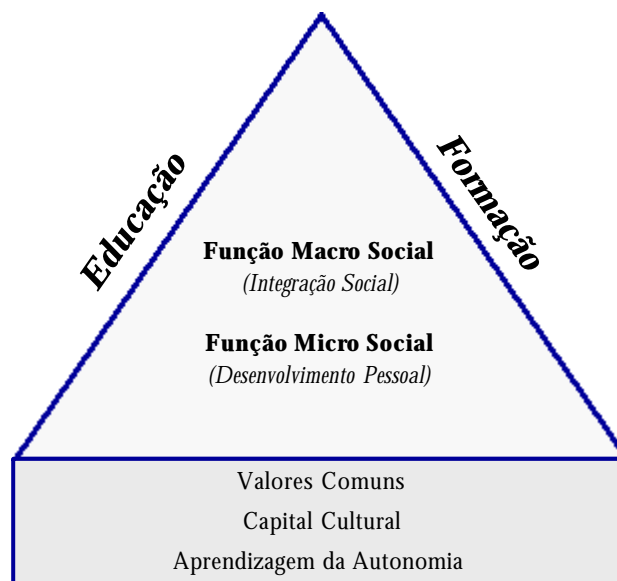 Educação
Formação
Função Macro Social
(Integração Social)
Função Micro Social
(Desenvolvimento Pessoal)
Valores Comuns
Capital Cultural
Aprendizagem da Autonomia